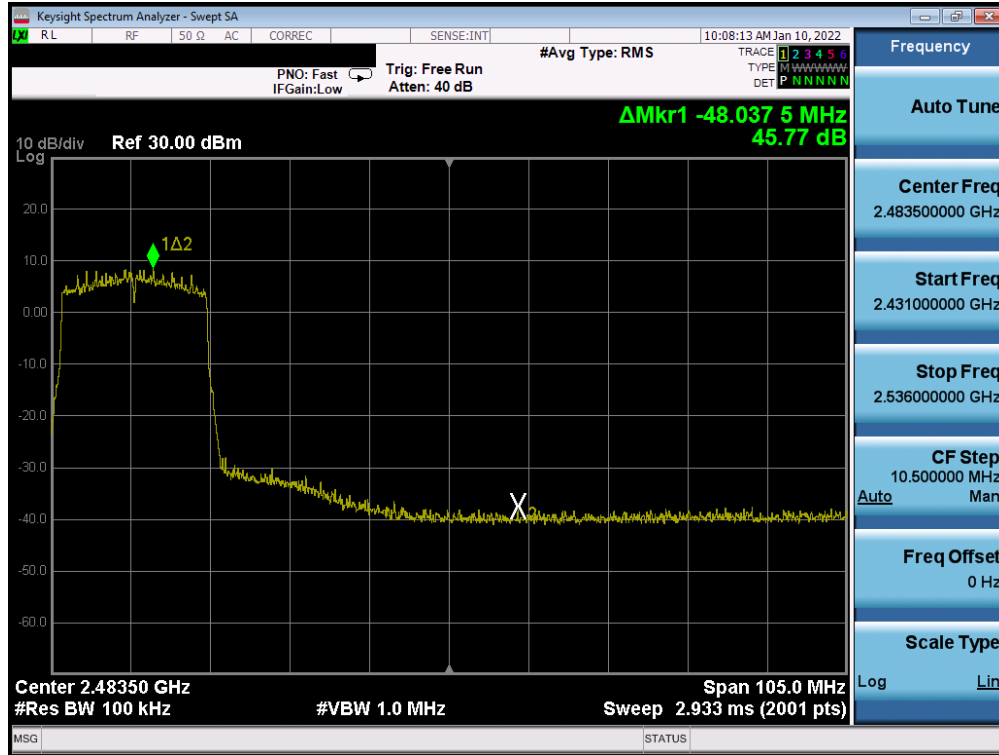 Keysight Spectrum Analyzer - Swept SA
LXI RL RF 50 Ω AC CORREC SENSE:INT 10:08:13 AM Jan 10, 2022
#Avg Type: RMS
TRACE 1 2 3 4 5 6
PNO: Fast Trig: Free Run
TYPE M WWWWW
IFGain:Low Atten: 40 dB
DET P N N N N N
ΔMkr1 -48.037 5 MHz
45.77 dB
10 dB/div Ref 30.00 dBm
Log
20.0
1Δ2
10.0
0.00
-10.0
-20.0
-30.0
-40.0
2
-50.0
-60.0
Center 2.48350 GHz Span 105.0 MHz
#Res BW 100 kHz #VBW 1.0 MHz Sweep 2.933 ms (2001 pts)
MSG STATUS
Frequency
Auto Tune
Center Freq
2.483500000 GHz
Start Freq
2.431000000 GHz
Stop Freq
2.536000000 GHz
CF Step
10.500000 MHz
Auto Man
Freq Offset
0 Hz
Scale Type
Log Lin